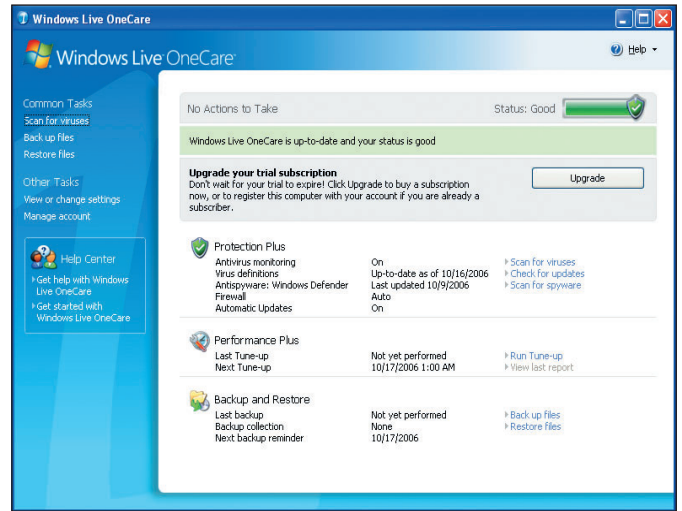 Windows Live OneCare
Windows Live OneCare
Help
Common Tasks
Scan for viruses
Back up files
Restore files
Other Tasks
View or change settings
Manage account
Help Center
Get help with Windows
Live OneCare
Get started with
Windows Live OneCare
No Actions to Take Status: Good
Windows Live OneCare is up-to-date and your status is good
Upgrade your trial subscription
Don't wait for your trial to expire! Click Upgrade to buy a subscription
now, or to register this computer with your account if you are already a
subscriber.
Upgrade
Protection Plus
Antivirus monitoring On Scan for viruses
Virus definitions Up-to-date as of 10/16/2006 Check for updates
Antispyware: Windows Defender Last updated 10/9/2006 Scan for spyware
Firewall Auto
Automatic Updates On
Performance Plus
Last Tune-up Not yet performed Run Tune-up
Next Tune-up 10/17/2006 1:00 AM View last report
Backup and Restore
Last backup Not yet performed Back up files
Backup collection None Restore files
Next backup reminder 10/17/2006